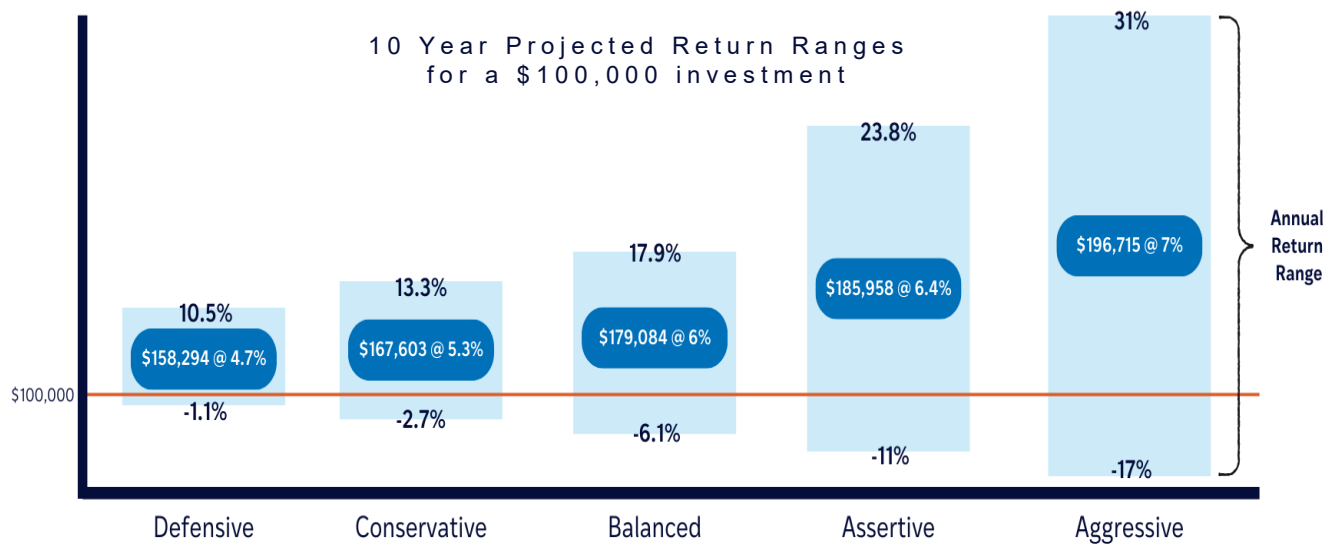 10 Year Projected Return Ranges
for a $100,000 investment
31%
23.8%
17.9%
13.3%
10.5%
$196,715 @ 7%
$185,958 @ 6.4%
$179,084 @ 6%
$167,603 @ 5.3%
$158,294 @ 4.7%
Annual
Return
Range
$100,000
-1.1%
-2.7%
-6.1%
-11%
-17%
Defensive
Conservative
Balanced
Assertive
Aggressive